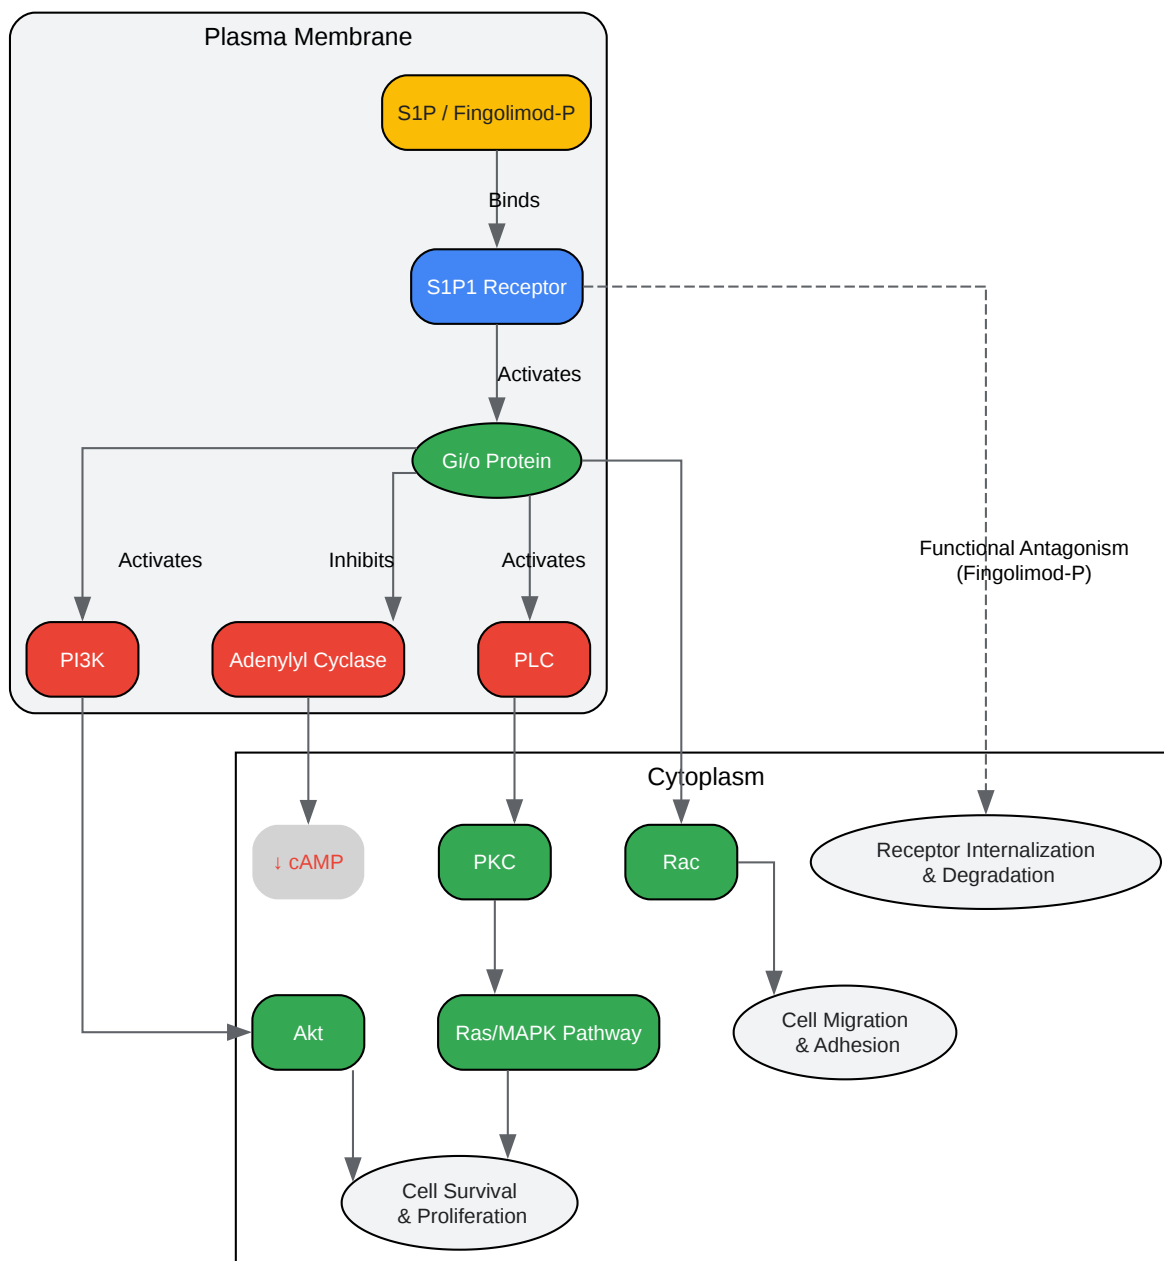 Plasma Membrane
S1P / Fingolimod-P
Binds
S1P1 Receptor
Activates
Gi/o Protein
Activates
Inhibits
Activates
Functional Antagonism
(Fingolimod-P)
PI3K
Adenylyl Cyclase
PLC
Cytoplasm
↓ cAMP
PKC
Rac
Receptor Internalization
& Degradation
Akt
Ras/MAPK Pathway
Cell Migration
& Adhesion
Cell Survival
& Proliferation